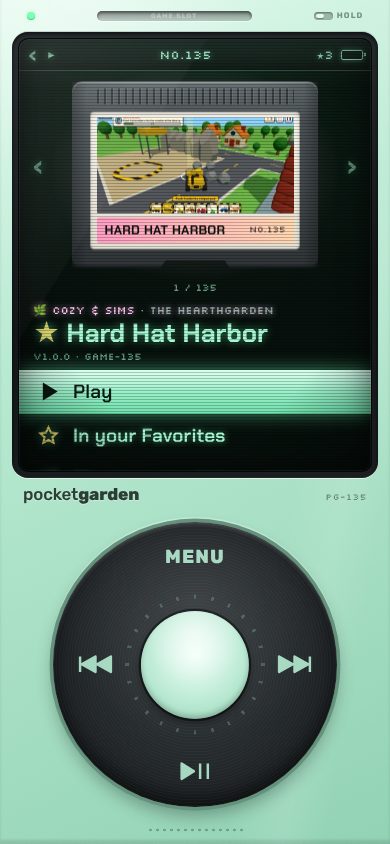 GAME SLOT
HOLD
NO.135
★3
HARD HAT HARBOR NO.135
1 / 135
COZY & SIMS · THE HEARTHGARDEN
Hard Hat Harbor
V1.0.0 · GAME-135
Play
In your Favorites
pocketgarden
PG-135
MENU